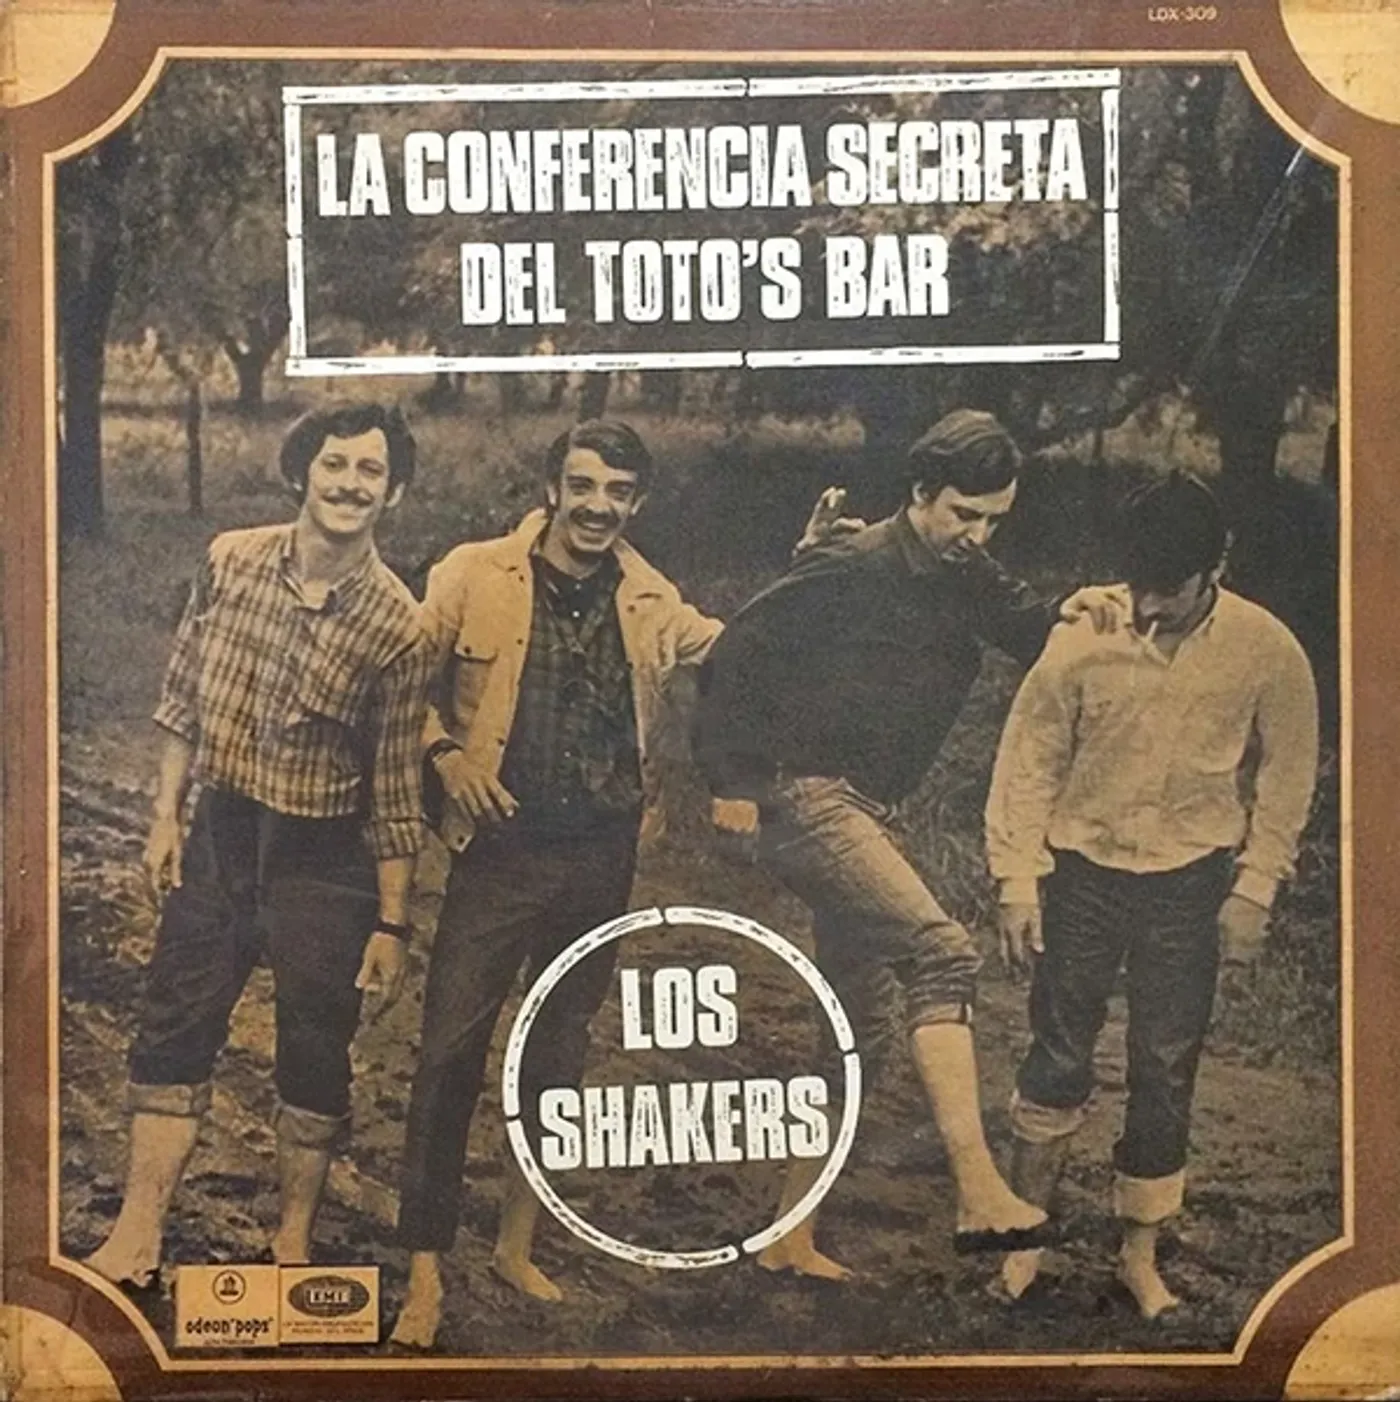 LDX-309
LA CONFERENCIA SECRETA
DEL TOTO'S BAR
LOS
SHAKERS
EMI
odeon"pops"